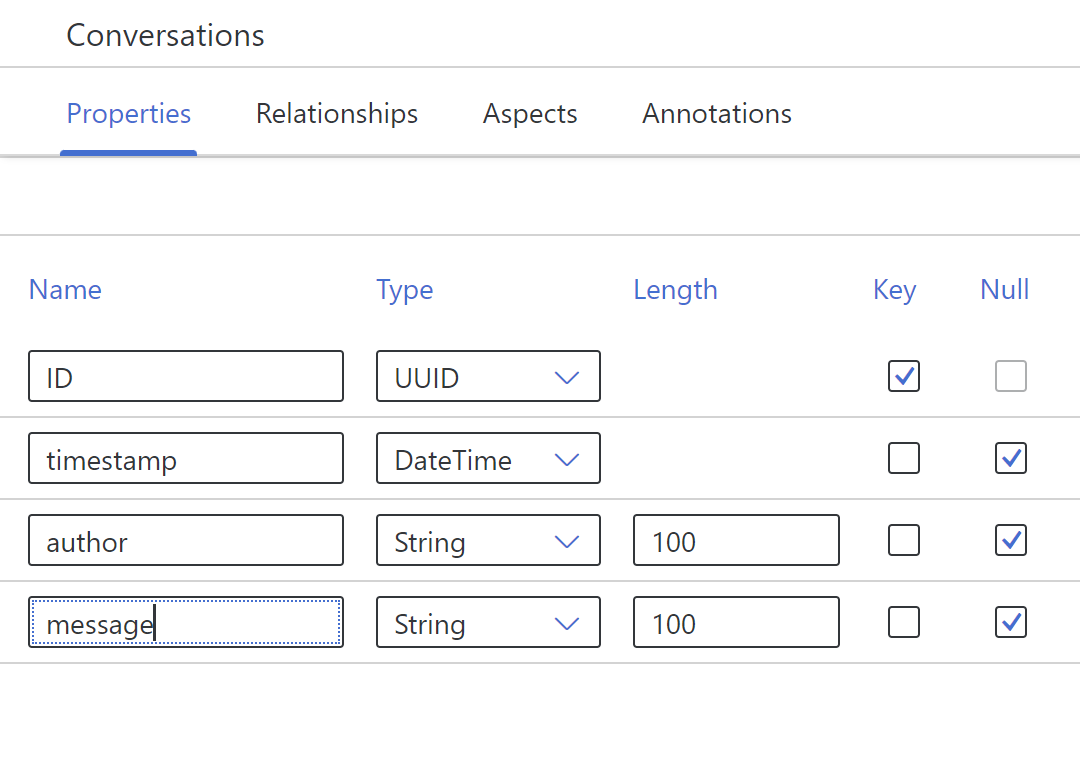 Conversations
Properties Relationships Aspects Annotations
Name Type Length Key Null
ID UUID
timestamp DateTime
author String 100
message String 100